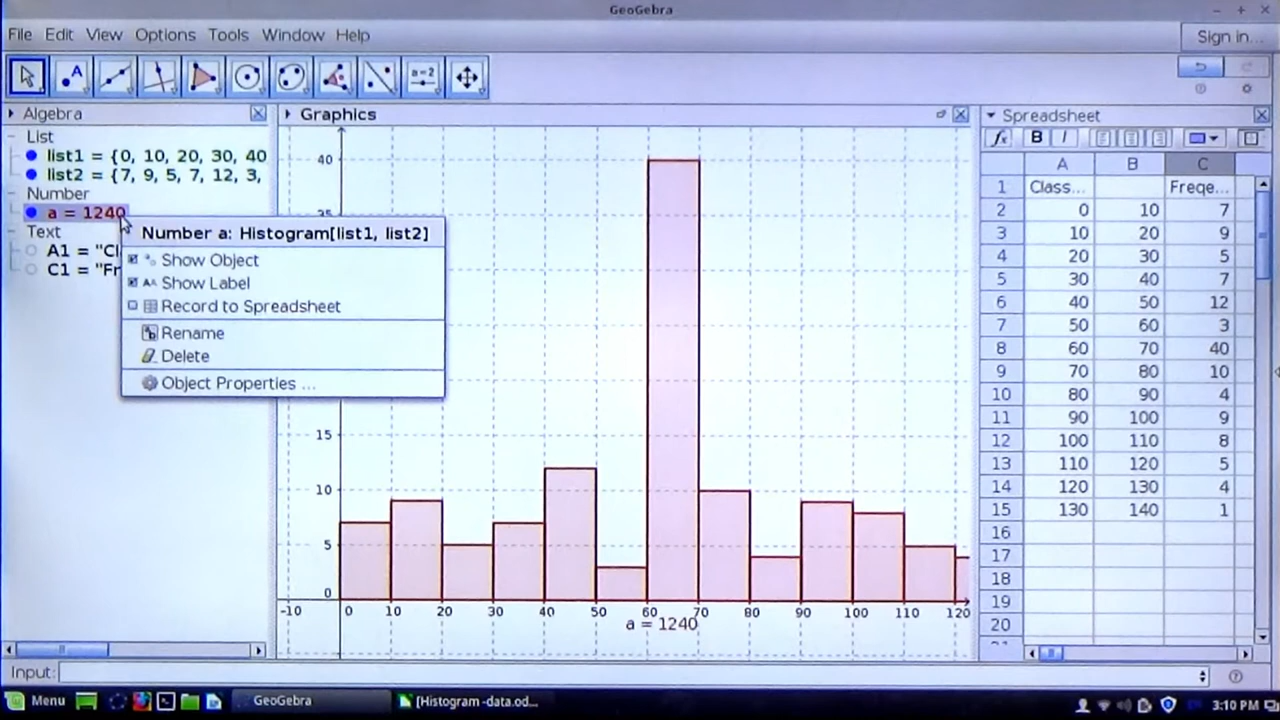 GeoGebra
File Edit View Options Tools Window Help
Sign in...
Algebra
Graphics
Spreadsheet
List
list1 = {0, 10, 20, 30, 40
list2 = {7, 9, 5, 7, 12, 3,
Number
a = 1240
Text
A1 = "Cl
C1 = "Fr
Number a: Histogram[list1, list2]
Show Object
Show Label
Record to Spreadsheet
Rename
Delete
Object Properties ...
40
35
15
10
5
0
-10 0 10 20 30 40 50 60 70 80 90 100 110 120
a = 1240
fx B I
A B C
1 Class... Freqe...
2 0 10 7
3 10 20 9
4 20 30 5
5 30 40 7
6 40 50 12
7 50 60 3
8 60 70 40
9 70 80 10
10 80 90 4
11 90 100 9
12 100 110 8
13 110 120 5
14 120 130 4
15 130 140 1
16
17
18
19
20
Input:
Menu GeoGebra [Histogram -data.od... 3:10 PM